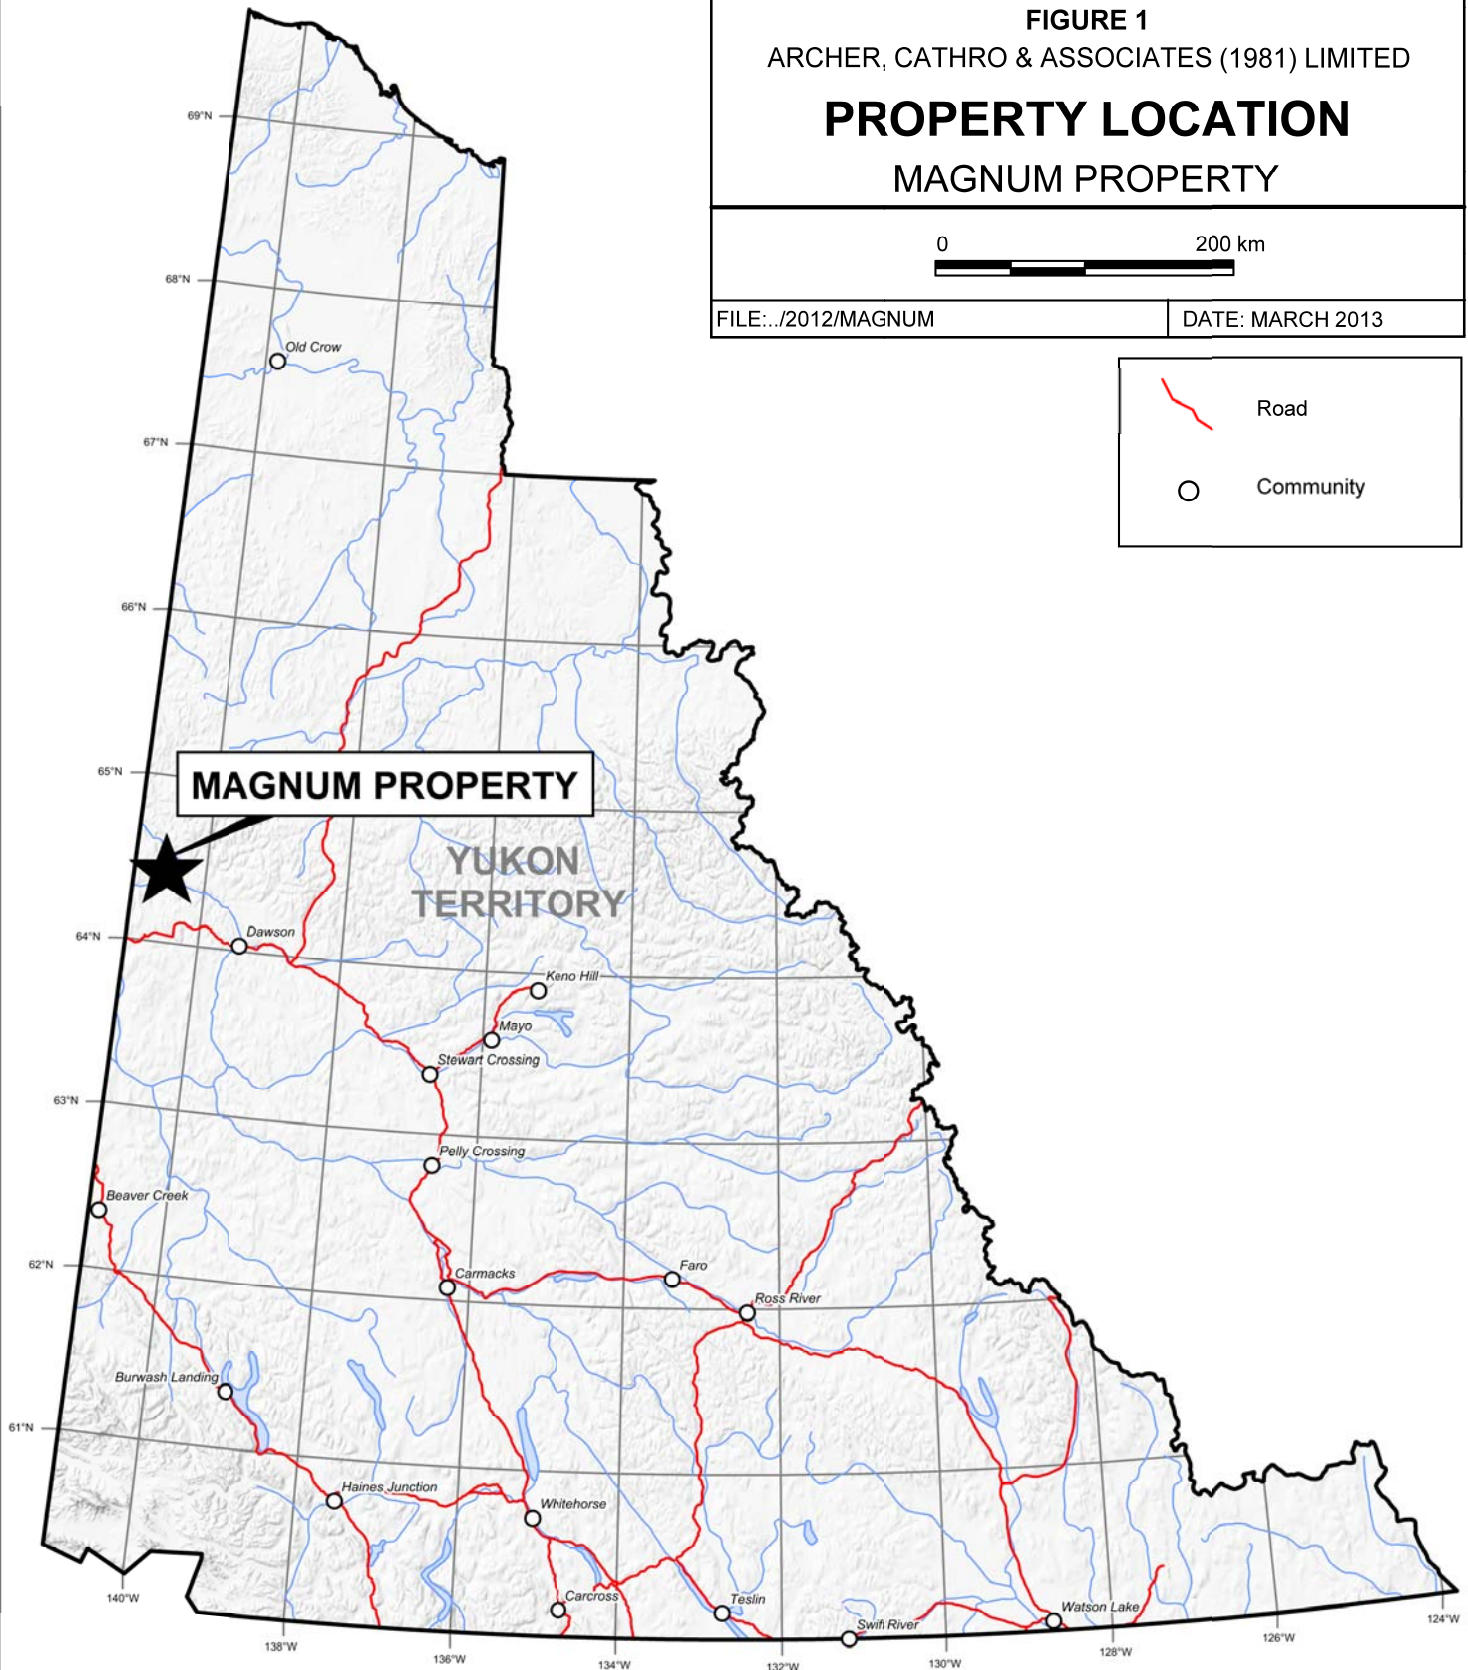 FIGURE 1
ARCHER, CATHRO & ASSOCIATES (1981) LIMITED
PROPERTY LOCATION
MAGNUM PROPERTY
0 200 km
FILE:../2012/MAGNUM DATE: MARCH 2013
Road
Community
69°N
68°N
Old Crow
67°N
66°N
65°N
MAGNUM PROPERTY
YUKON
TERRITORY
64°N
Dawson
Keno Hill
Mayo
Stewart Crossing
63°N
Pelly Crossing
Beaver Creek
62°N
Carmacks
Faro
Ross River
Burwash Landing
61°N
Haines Junction
Whitehorse
Carcross
Teslin
Swift River
Watson Lake
140°W
138°W
136°W
134°W
132°W
130°W
128°W
126°W
124°W